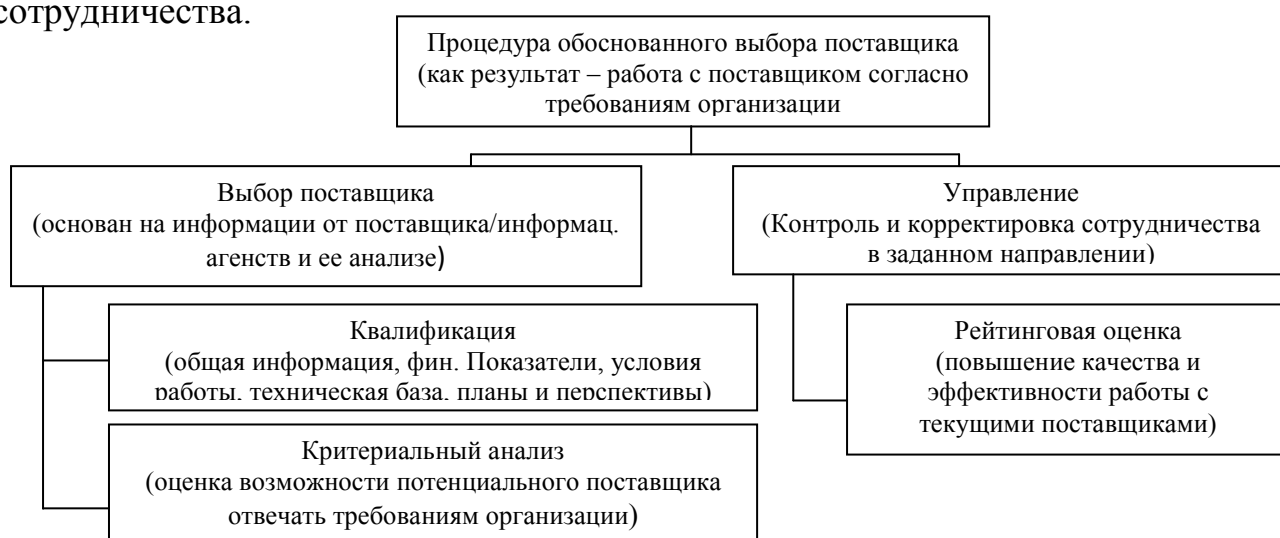 сотрудничества.
Процедура обоснованного выбора поставщика
(как результат – работа с поставщиком согласно
требованиям организации
Выбор поставщика
(основан на информации от поставщика/информац.
агенств и ее анализе)
Управление
(Контроль и корректировка сотрудничества
в заданном направлении)
Квалификация
(общая информация, фин. Показатели, условия
работы, техническая база, планы и перспективы)
Рейтинговая оценка
(повышение качества и
эффективности работы с
текущими поставщиками)
Критериальный анализ
(оценка возможности потенциального поставщика
отвечать требованиям организации)